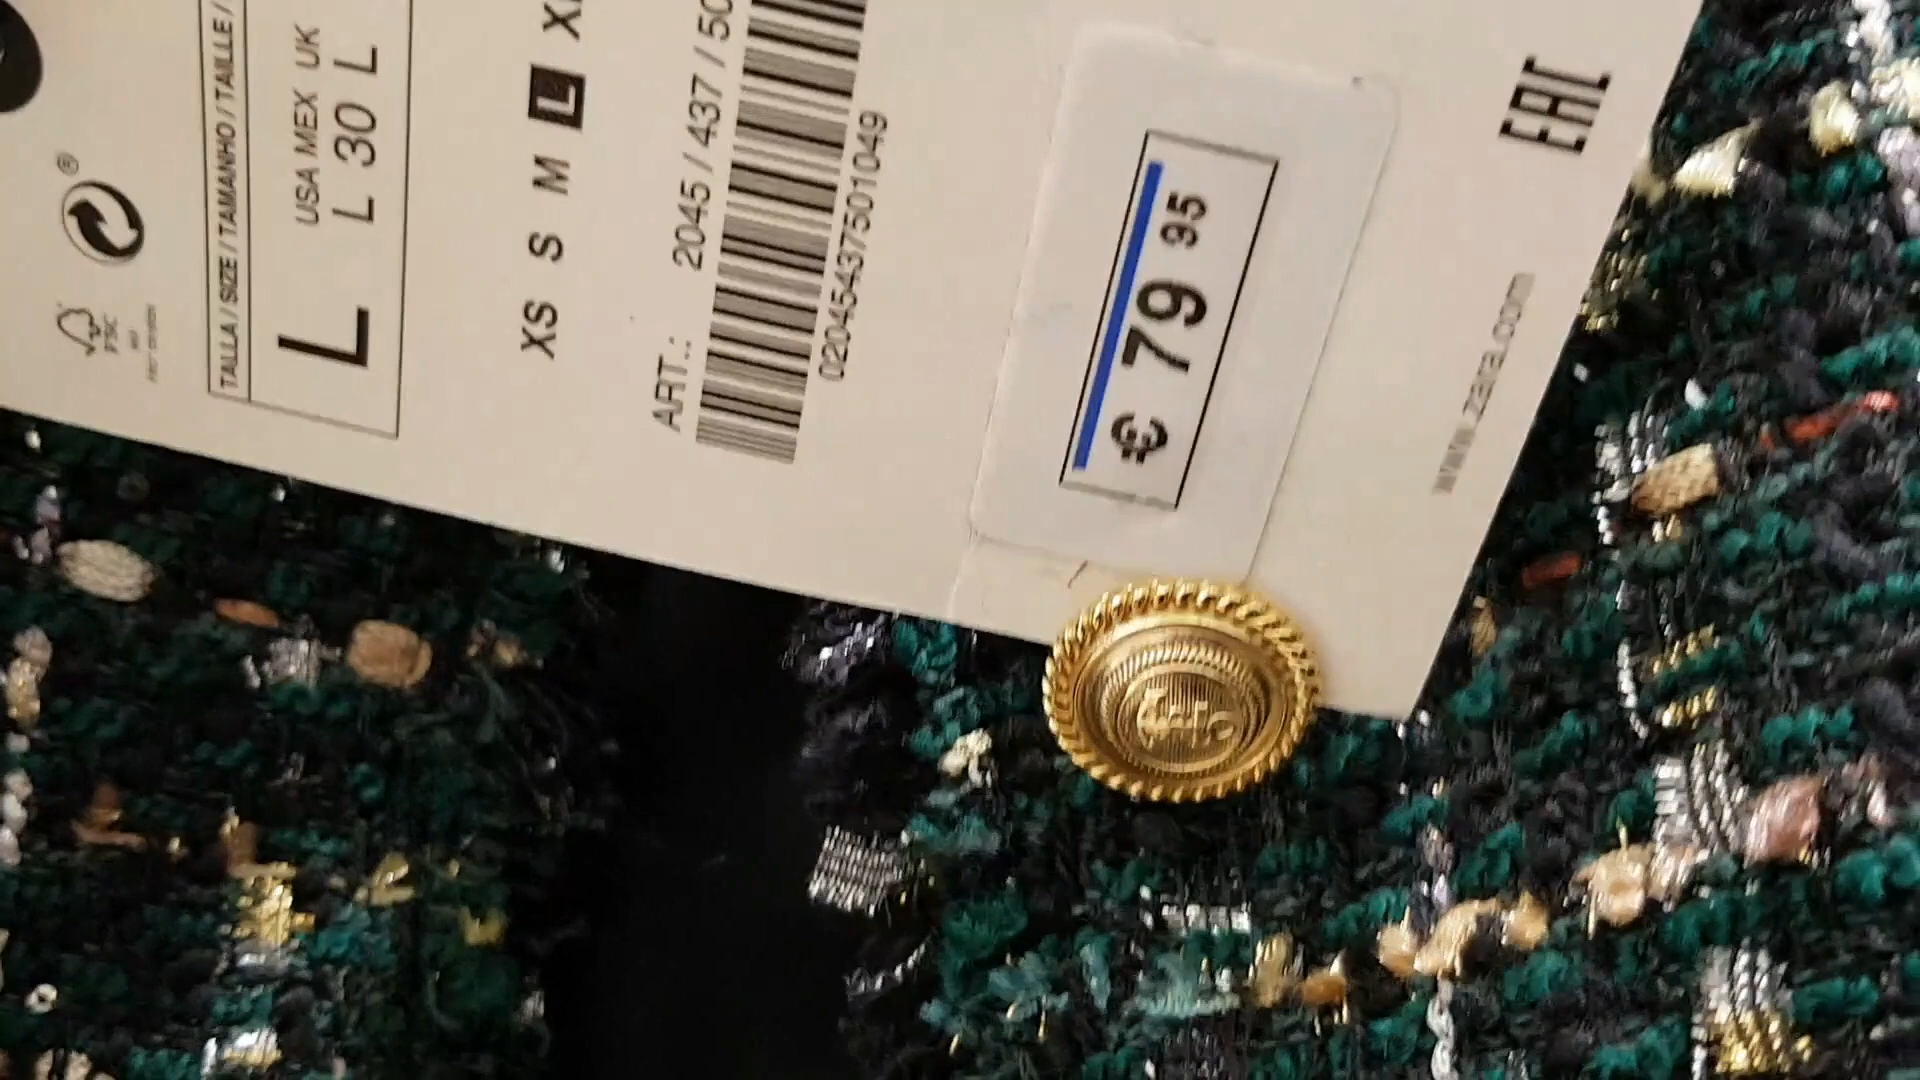 ®
FSC
TALLA / SIZE / TAMANHO / TAILLE /
USA MEX UK
L L 30 L
XS S M L
ART.: 2045 / 437 / 50
02045437501049
€ 79 95
www.zara.com
EAC